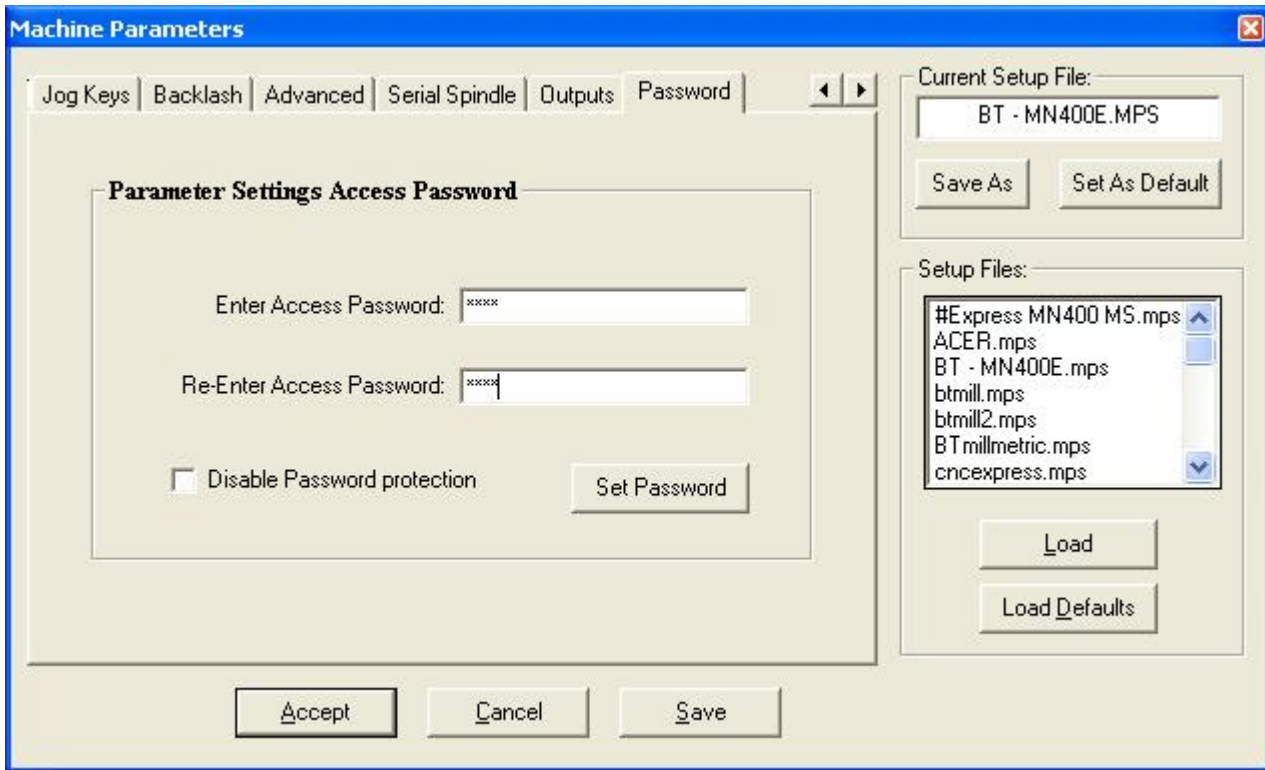 Machine Parameters
Jog Keys Backlash Advanced Serial Spindle Outputs Password
Parameter Settings Access Password
Enter Access Password: ****
Re-Enter Access Password: ****
Disable Password protection
Set Password
Accept Cancel Save
Current Setup File:
BT - MN400E.MPS
Save As Set As Default
Setup Files:
#Express MN400 MS.mps
ACER.mps
BT - MN400E.mps
btmill.mps
btmill2.mps
BTmillmetric.mps
cncexpress.mps
Load
Load Defaults